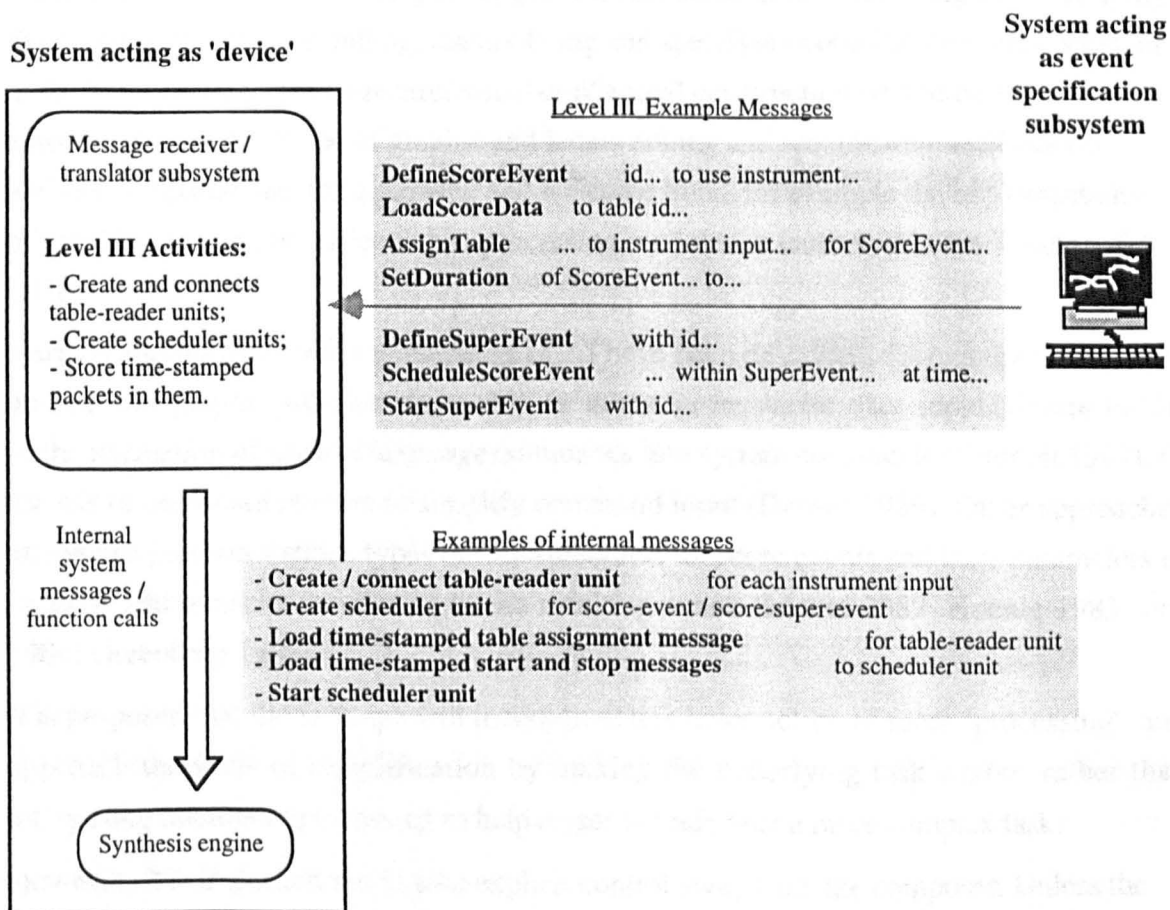 System acting as 'device'
System acting
as event
specification
subsystem
Message receiver /
translator subsystem
Level III Activities:
- Create and connects
table-reader units;
- Create scheduler units;
- Store time-stamped
packets in them.
Level III Example Messages
DefineScoreEvent id... to use instrument...
LoadScoreData to table id...
AssignTable ... to instrument input... for ScoreEvent...
SetDuration of ScoreEvent... to...
DefineSuperEvent with id...
ScheduleScoreEvent ... within SuperEvent... at time...
StartSuperEvent with id...
Internal
system
messages /
function calls
Examples of internal messages
- Create / connect table-reader unit for each instrument input
- Create scheduler unit for score-event / score-super-event
- Load time-stamped table assignment message for table-reader unit
- Load time-stamped start and stop messages to scheduler unit
- Start scheduler unit
Synthesis engine